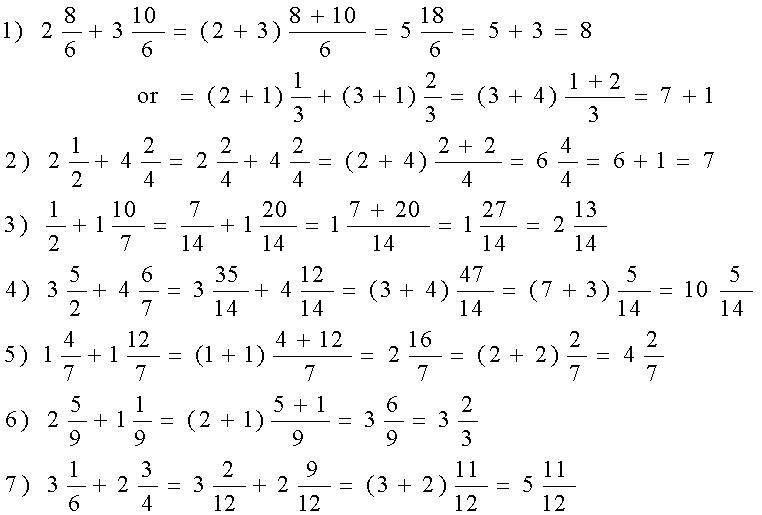 1) 2 8/6 + 3 10/6 = (2 + 3) (8 + 10)/6 = 5 18/6 = 5 + 3 = 8
or = (2 + 1) 1/3 + (3 + 1) 2/3 = (3 + 4) (1 + 2)/3 = 7 + 1
2) 2 1/2 + 4 2/4 = 2 2/4 + 4 2/4 = (2 + 4) (2 + 2)/4 = 6 4/4 = 6 + 1 = 7
3) 1/2 + 1 10/7 = 7/14 + 1 20/14 = 1 (7 + 20)/14 = 1 27/14 = 2 13/14
4) 3 5/2 + 4 6/7 = 3 35/14 + 4 12/14 = (3 + 4) 47/14 = (7 + 3) 5/14 = 10 5/14
5) 1 4/7 + 1 12/7 = (1 + 1) (4 + 12)/7 = 2 16/7 = (2 + 2) 2/7 = 4 2/7
6) 2 5/9 + 1 1/9 = (2 + 1) (5 + 1)/9 = 3 6/9 = 3 2/3
7) 3 1/6 + 2 3/4 = 3 2/12 + 2 9/12 = (3 + 2) 11/12 = 5 11/12